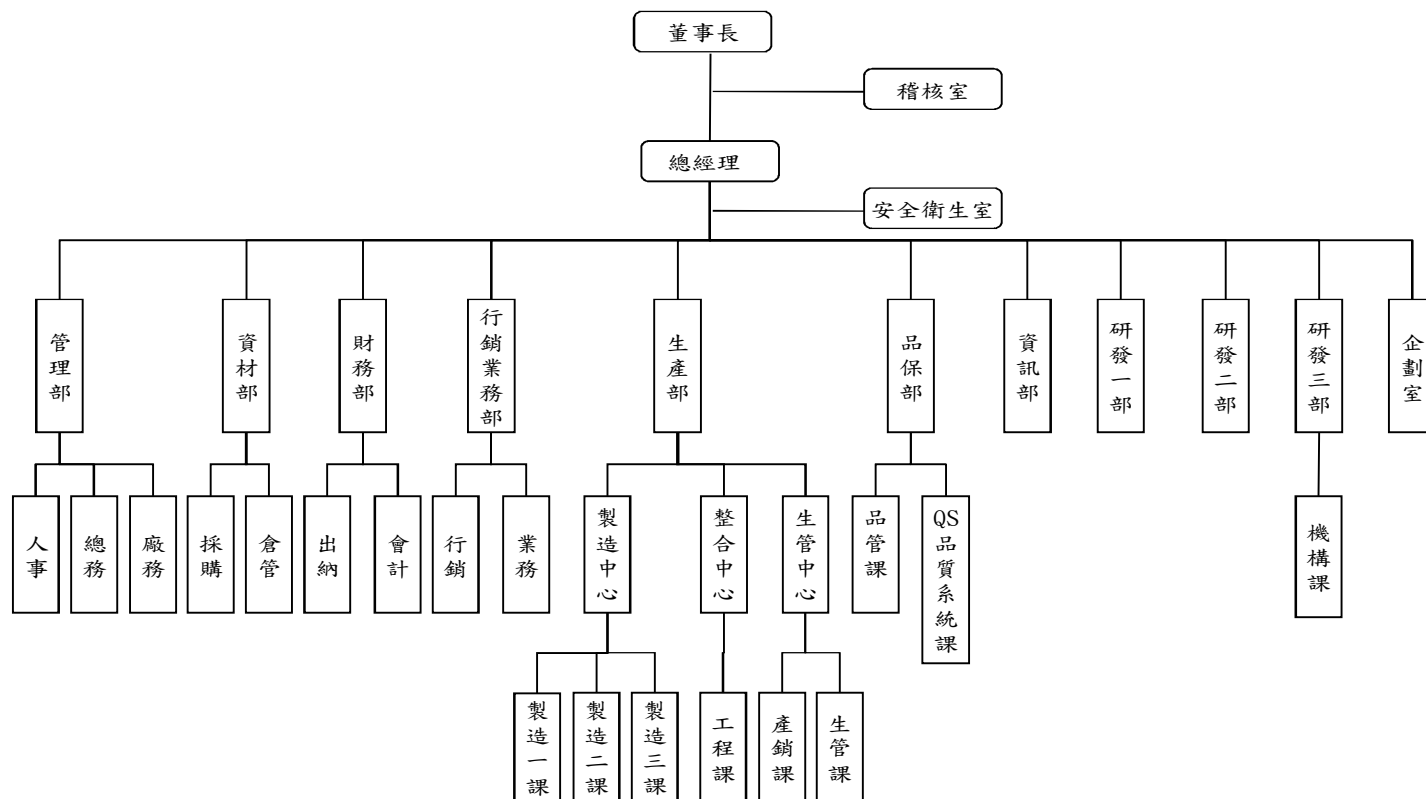 董事長
稽核室
總經理
安全衛生室
管理部
資材部
財務部
行銷業務部
生產部
品保部
資訊部
研發一部
研發二部
研發三部
企劃室
人事
總務
廠務
採購
倉管
出納
會計
行銷
業務
製造中心
整合中心
生管中心
品管課
QS品質系統課
機構課
製造一課
製造二課
製造三課
工程課
產銷課
生管課